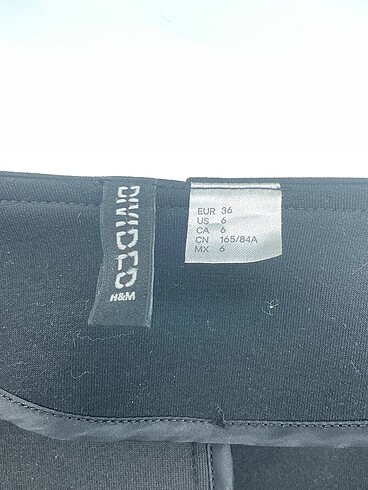 DIVIDED
H&M
EUR 36
US 6
CA 6
CN 165/84A
MX 6